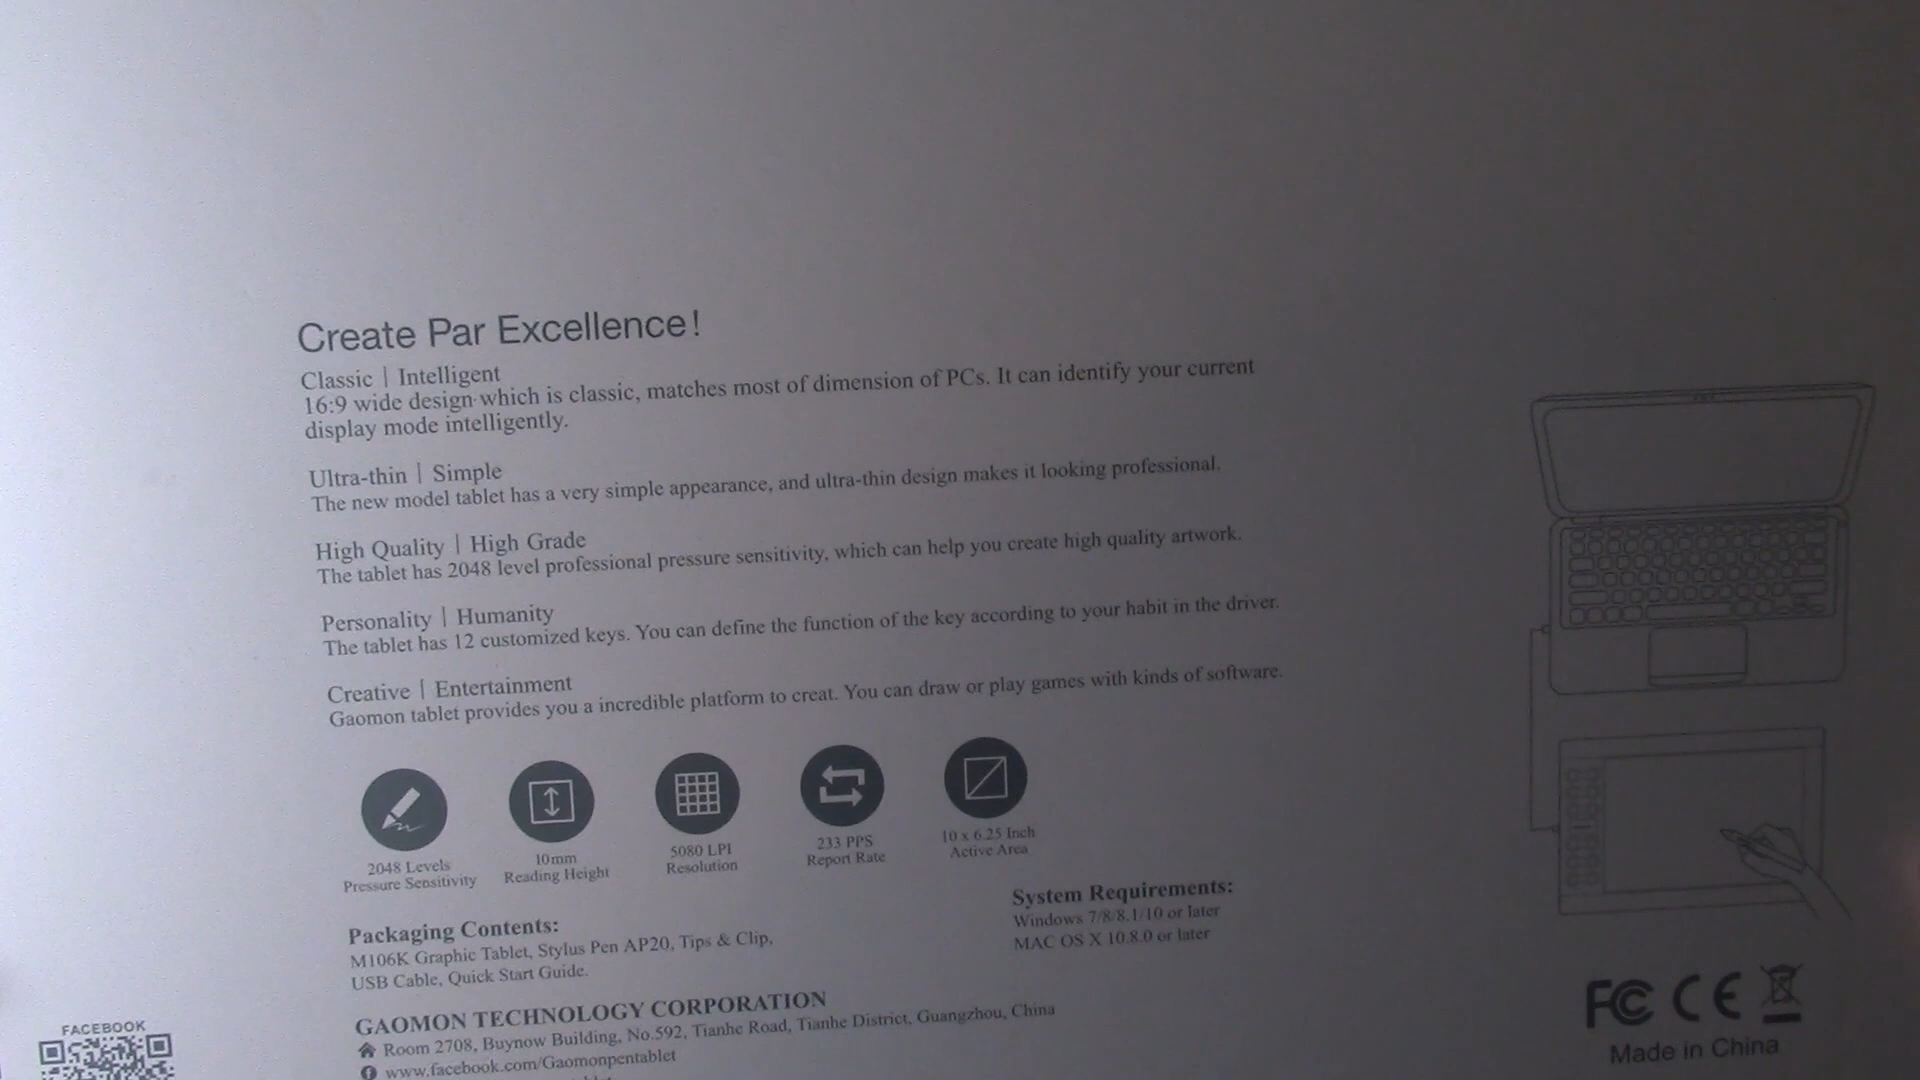 Create Par Excellence!
Classic | Intelligent
16:9 wide design which is classic, matches most of dimension of PCs. It can identify your current
display mode intelligently.
Ultra-thin | Simple
The new model tablet has a very simple appearance, and ultra-thin design makes it looking professional.
High Quality | High Grade
The tablet has 2048 level professional pressure sensitivity, which can help you create high quality artwork.
Personality | Humanity
The tablet has 12 customized keys. You can define the function of the key according to your habit in the driver.
Creative | Entertainment
Gaomon tablet provides you a incredible platform to creat. You can draw or play games with kinds of software.
2048 Levels
Pressure Sensitivity
10mm
Reading Height
5080 LPI
Resolution
233 PPS
Report Rate
10 x 6.25 Inch
Active Area
Packaging Contents:
M106K Graphic Tablet, Stylus Pen AP20, Tips & Clip,
USB Cable, Quick Start Guide.
System Requirements:
Windows 7/8/8.1/10 or later
MAC OS X 10.8.0 or later
GAOMON TECHNOLOGY CORPORATION
Room 2708, Buynow Building, No.592, Tianhe Road, Tianhe District, Guangzhou, China
www.facebook.com/Gaomonpentablet
FACEBOOK
FC CE
Made in China